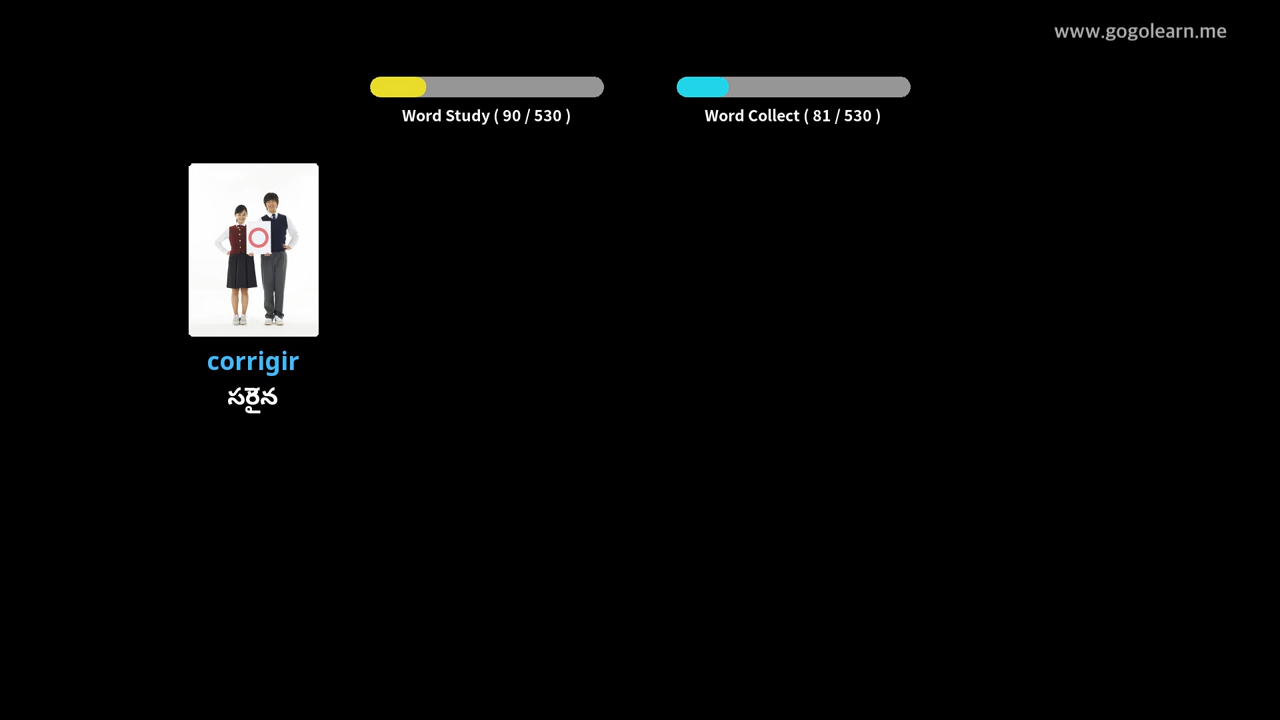 www.gogolearn.me
Word Study ( 90 / 530 )
Word Collect ( 81 / 530 )
corrigir
సరైన